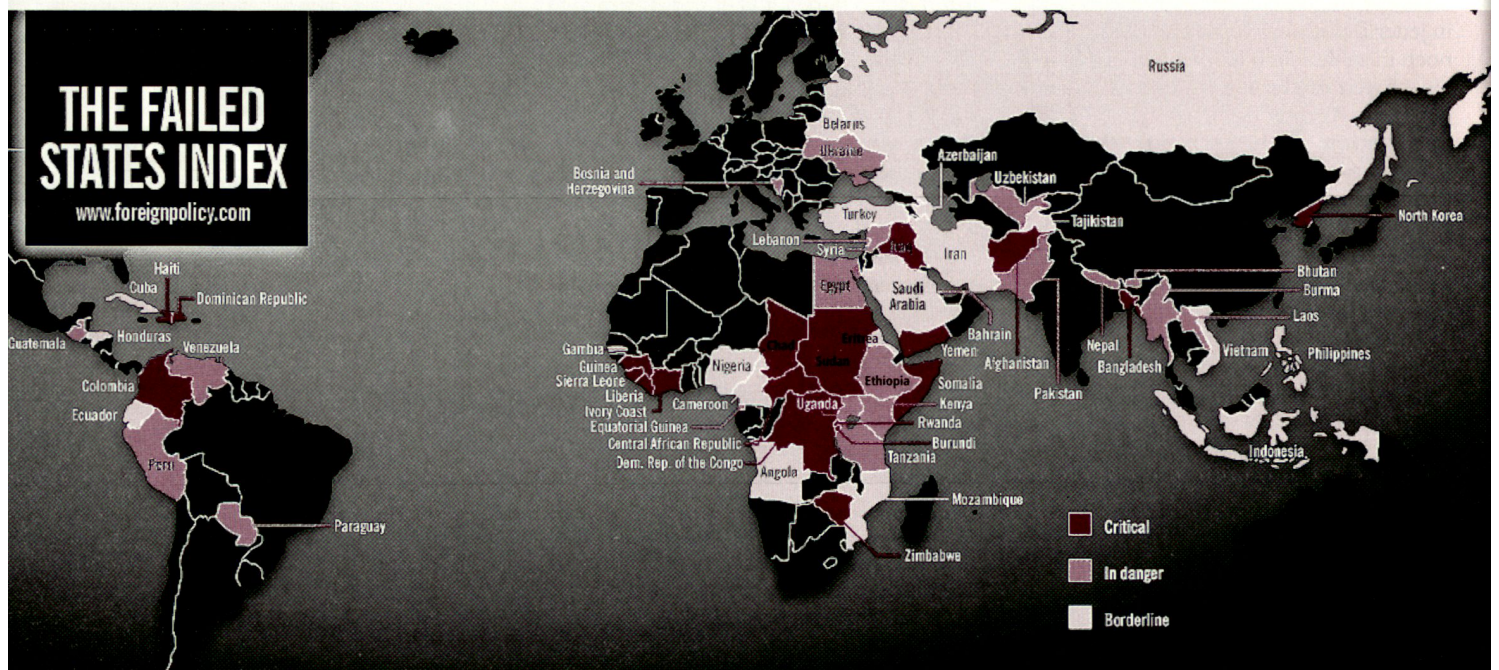 THE FAILED
STATES INDEX
www.foreignpolicy.com
Russia
Belarus
Ukraine
Bosnia and
Herzegovina
Azerbaijan
Uzbekistan
Turkey
Tajikistan
North Korea
Lebanon
Syria
Iraq
Iran
Haiti
Cuba
Dominican Republic
Egypt
Saudi
Arabia
Bhutan
Burma
Laos
Guatemala
Honduras
Venezuela
Gambia
Guinea
Sierra Leone
Liberia
Ivory Coast
Nigeria
Chad
Sudan
Eritrea
Bahrain
Yemen
Afghanistan
Nepal
Bangladesh
Vietnam
Philippines
Pakistan
Colombia
Ecuador
Cameroon
Equatorial Guinea
Central African Republic
Dem. Rep. of the Congo
Ethiopia
Somalia
Uganda
Kenya
Rwanda
Burundi
Tanzania
Peru
Angola
Indonesia
Mozambique
Paraguay
Zimbabwe
Critical
In danger
Borderline